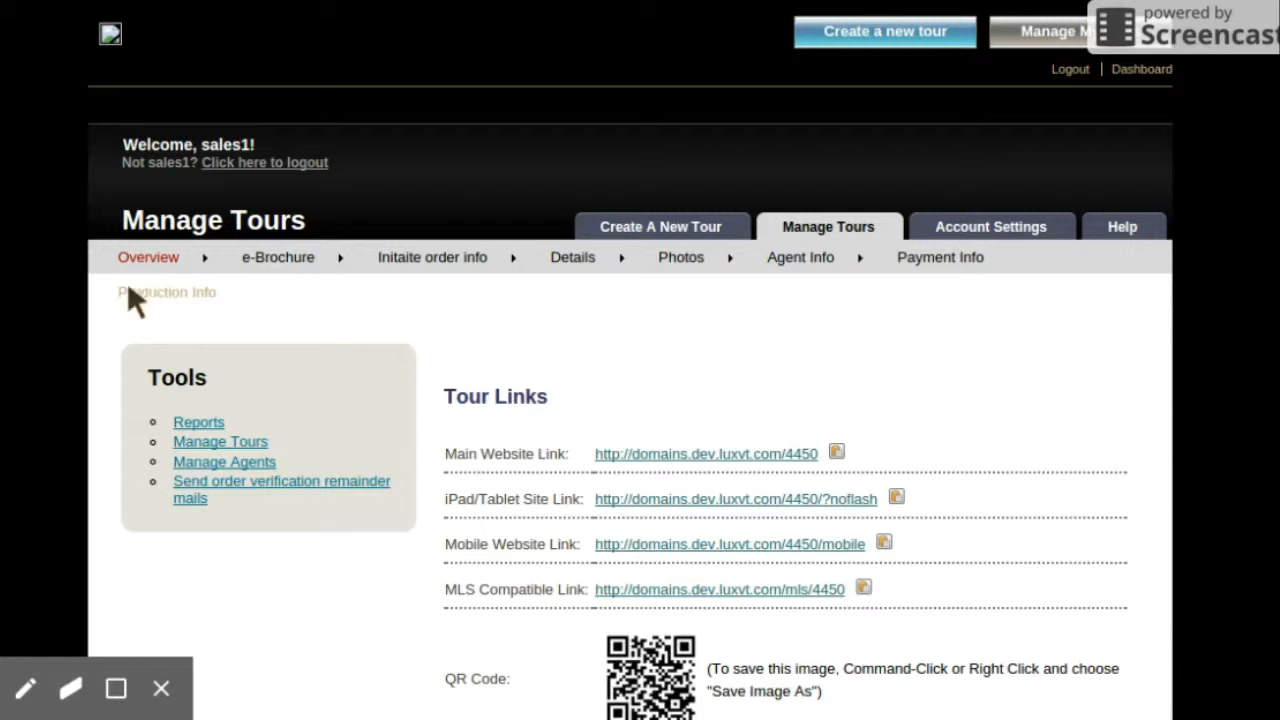 Create a new tour
Manage M
powered by
Screencast
Logout
Dashboard
Welcome, sales1!
Not sales1? Click here to logout
Manage Tours
Create A New Tour
Manage Tours
Account Settings
Help
Overview
e-Brochure
Initaite order info
Details
Photos
Agent Info
Payment Info
Production Info
Tools
Reports
Manage Tours
Manage Agents
Send order verification remainder
mails
Tour Links
Main Website Link: http://domains.dev.luxvt.com/4450
iPad/Tablet Site Link: http://domains.dev.luxvt.com/4450/?noflash
Mobile Website Link: http://domains.dev.luxvt.com/4450/mobile
MLS Compatible Link: http://domains.dev.luxvt.com/mls/4450
QR Code:
(To save this image, Command-Click or Right Click and choose
"Save Image As")